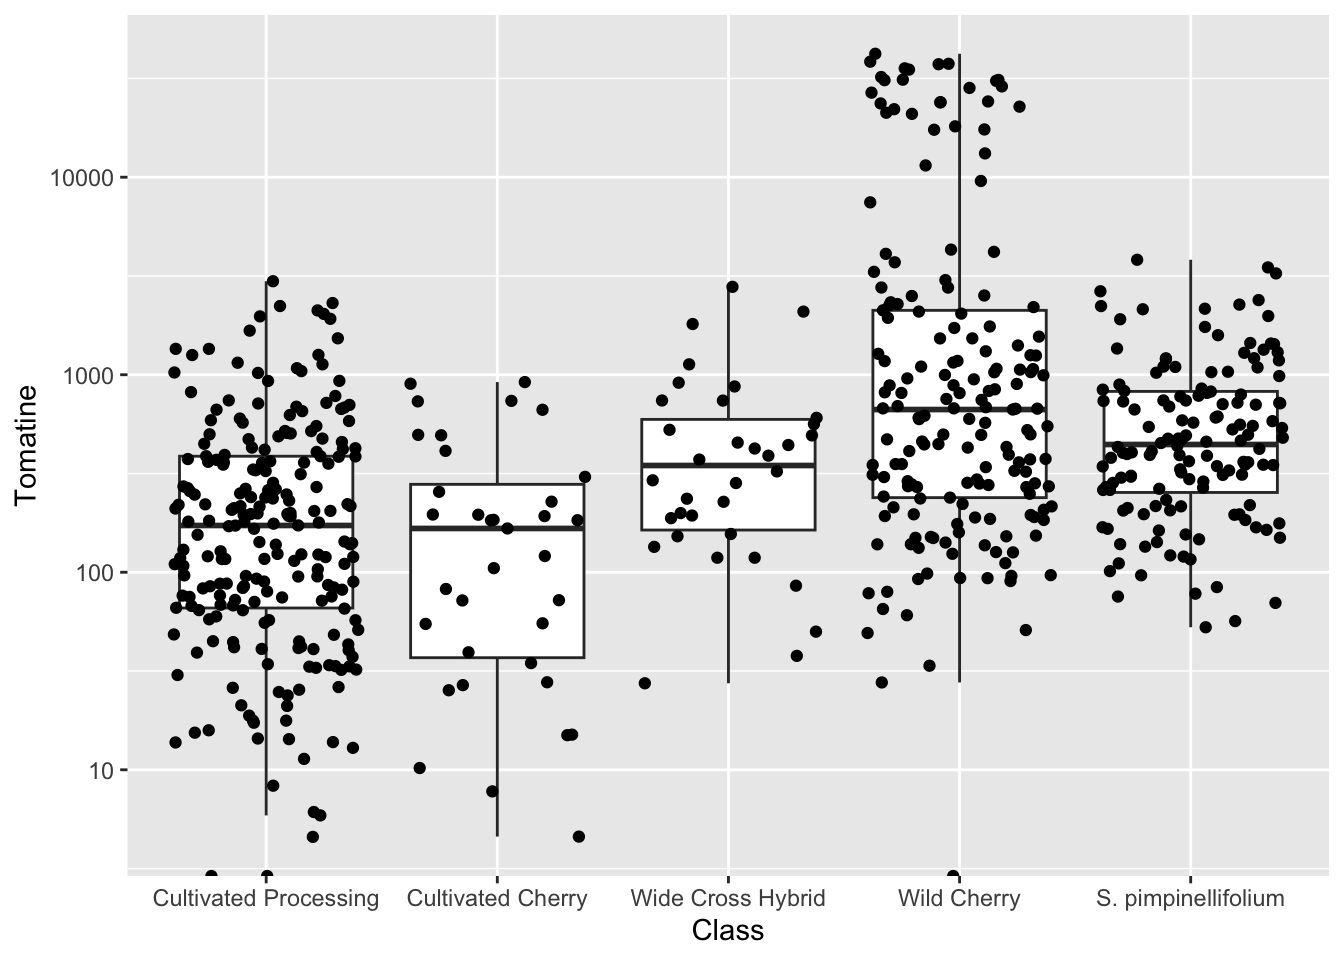 Tomatine
10000
1000
100
10
Cultivated Processing
Cultivated Cherry
Wide Cross Hybrid
Wild Cherry
S. pimpinellifolium
Class